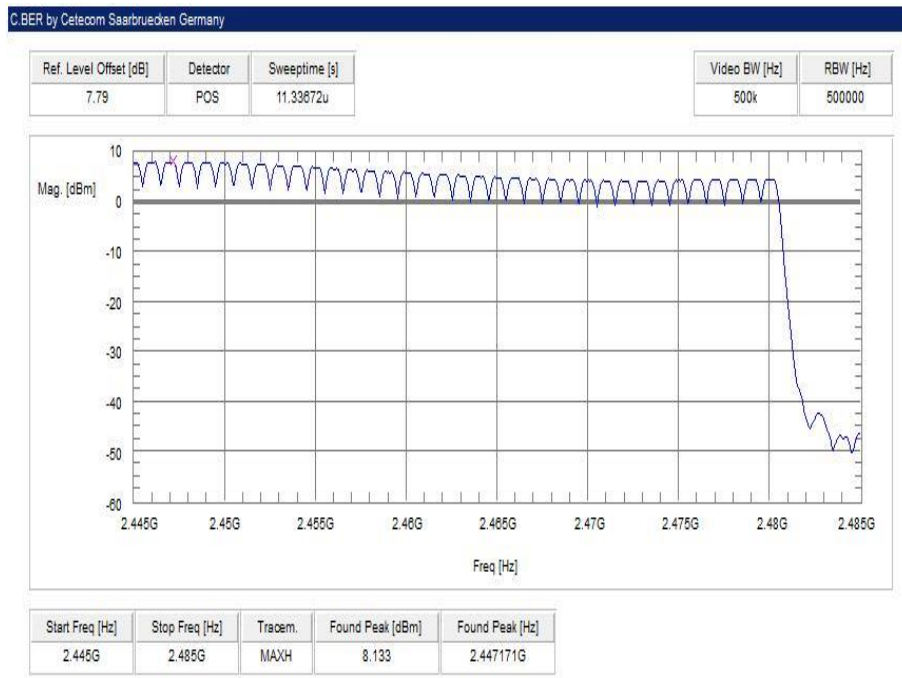 C.BER by Cetecom Saarbruecken Germany
Ref. Level Offset [dB] Detector Sweeptime [s] Video BW [Hz] RBW [Hz]
7.79 POS 11.33672u 500k 500000
Mag. [dBm]
10
0
-10
-20
-30
-40
-50
-60
2.445G 2.45G 2.455G 2.46G 2.465G 2.47G 2.475G 2.48G 2.485G
Freq [Hz]
Start Freq [Hz] Stop Freq [Hz] Tracem. Found Peak [dBm] Found Peak [Hz]
2.445G 2.485G MAXH 8.133 2.447171G